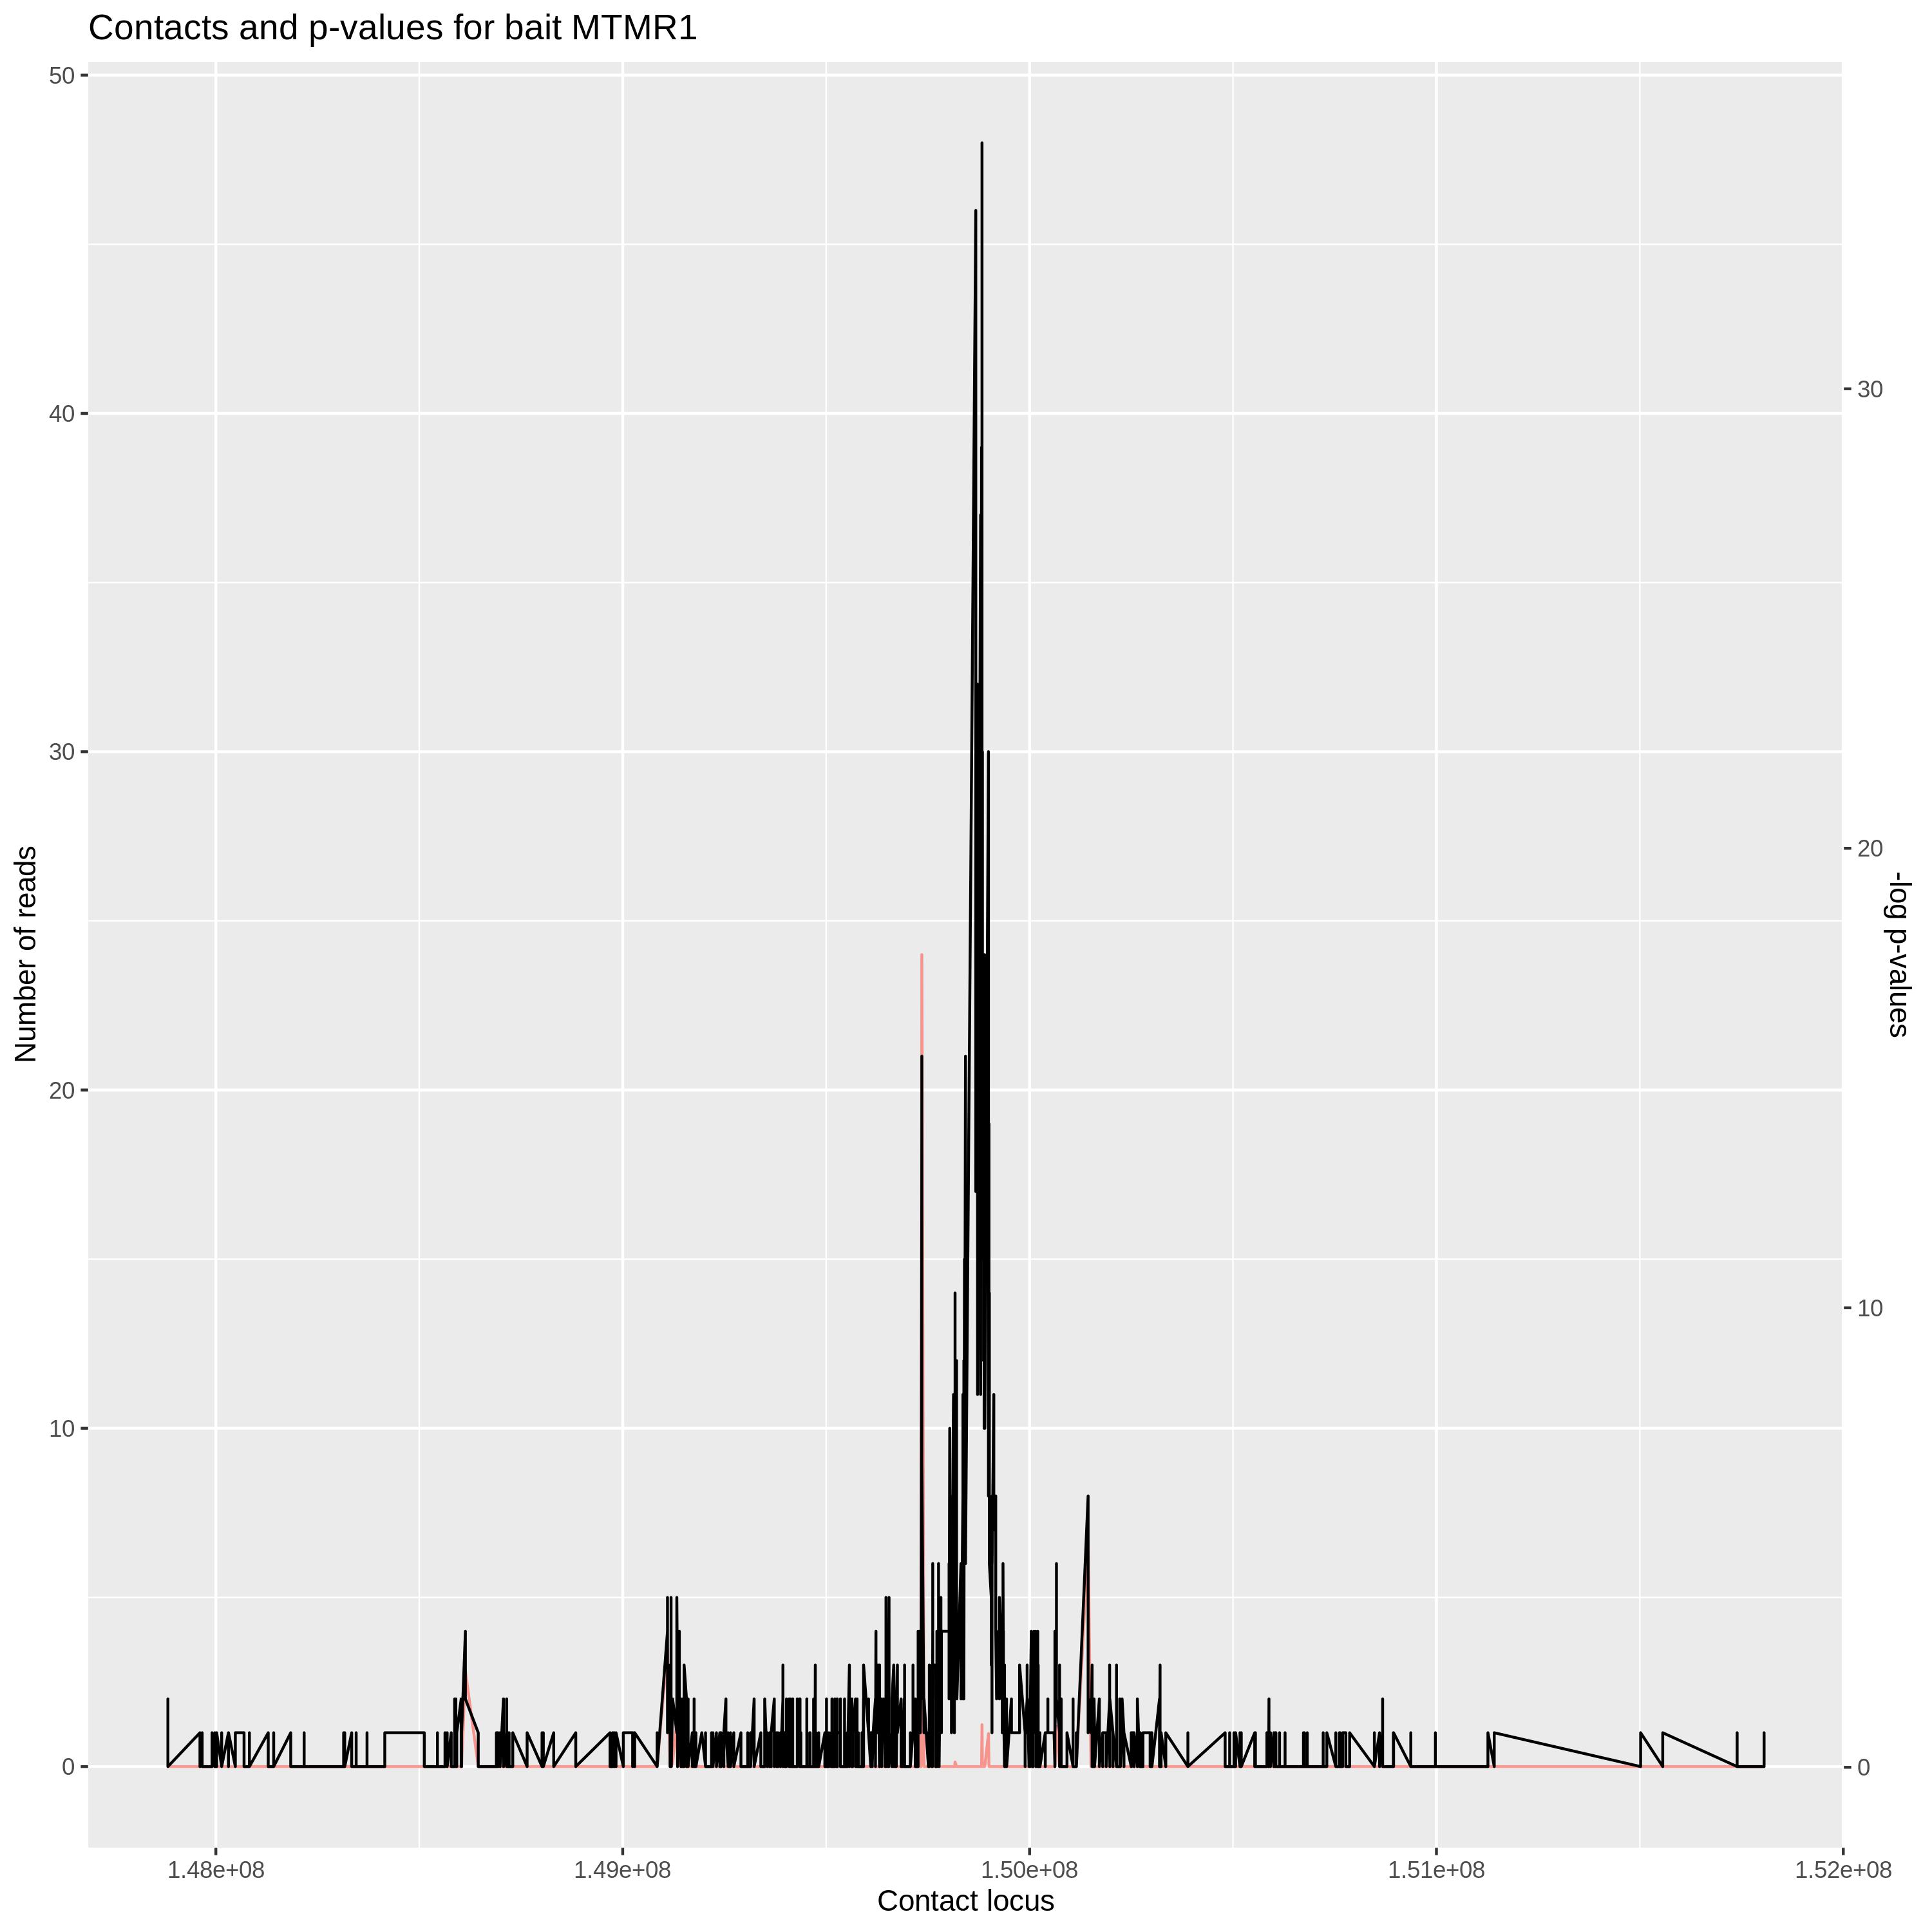 Contacts and p-values for bait MTMR1
50
40
30
20
10
0
Number of reads
30
20
10
0
-log p-values
1.48e+08
1.49e+08
1.50e+08
1.51e+08
1.52e+08
Contact locus